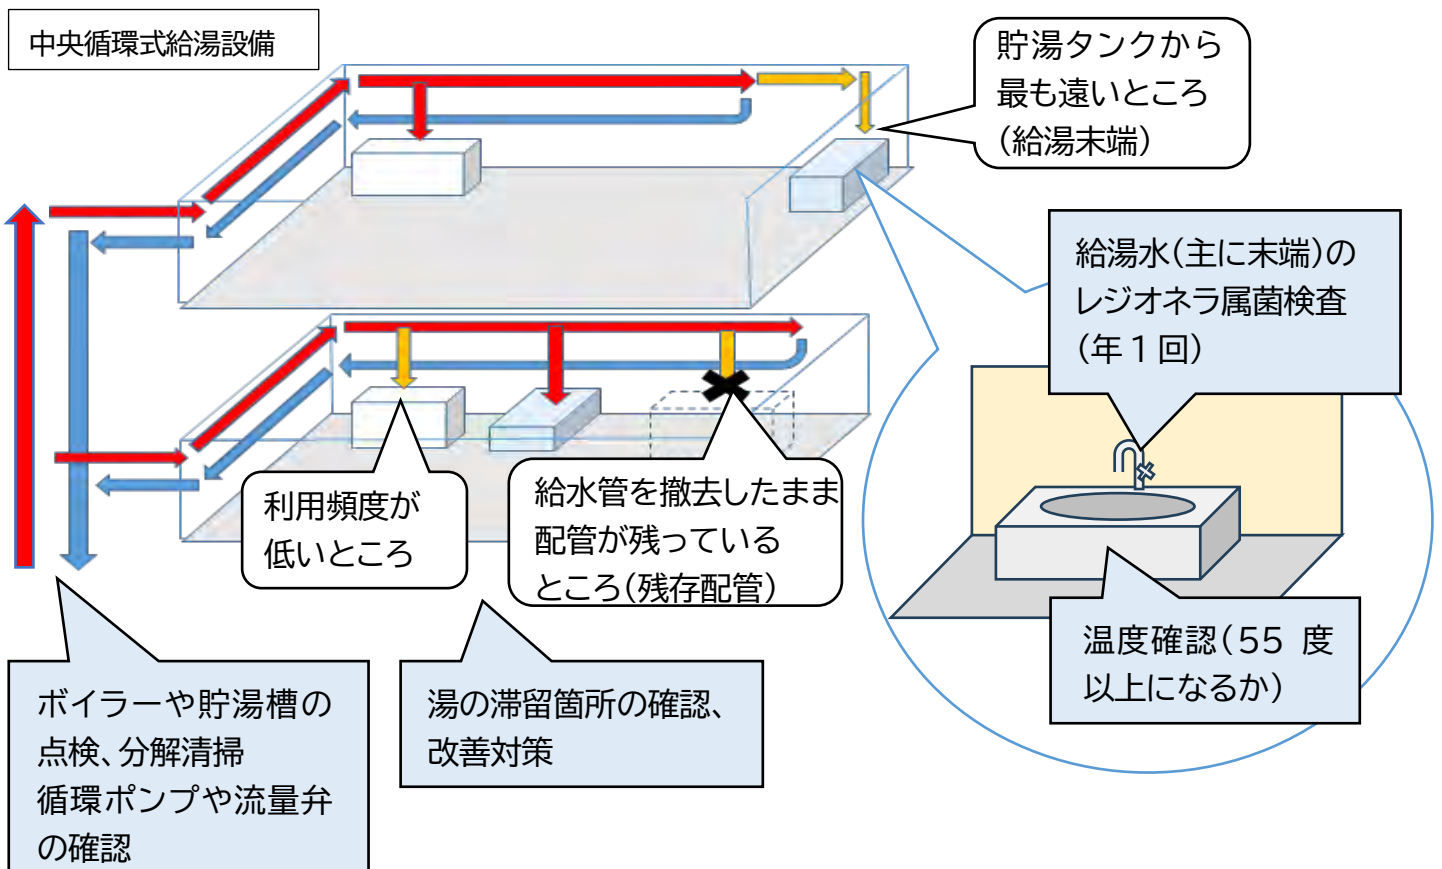 中央循環式給湯設備
貯湯タンクから
最も遠いところ
（給湯末端）
給湯水（主に末端）の
レジオネラ属菌検査
（年１回）
利用頻度が
低いところ
給水管を撤去したまま
配管が残っている
ところ（残存配管）
温度確認（55 度
以上になるか）
ボイラーや貯湯槽の
点検、分解清掃
循環ポンプや流量弁
の確認
湯の滞留箇所の確認、
改善対策